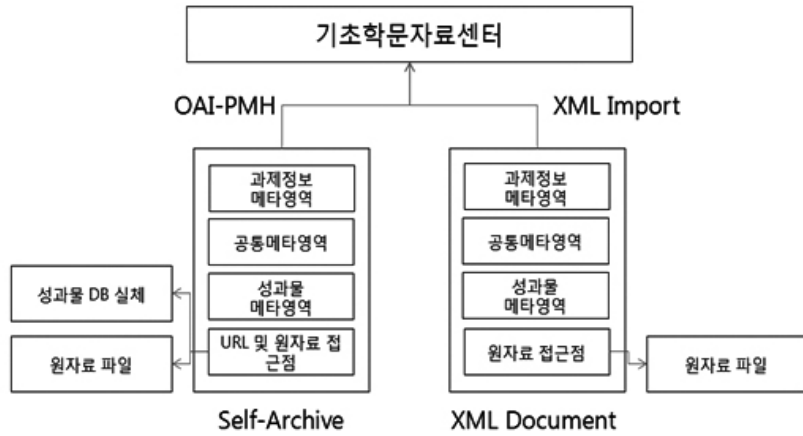 기초학문자료센터
OAI-PMH
XML Import
과제정보
메타영역
공통메타영역
성과물
메타영역
URL 및 원자료 접
근점
성과물 DB 실체
원자료 파일
Self-Archive
과제정보
메타영역
공통메타영역
성과물
메타영역
원자료 접근점
원자료 파일
XML Document